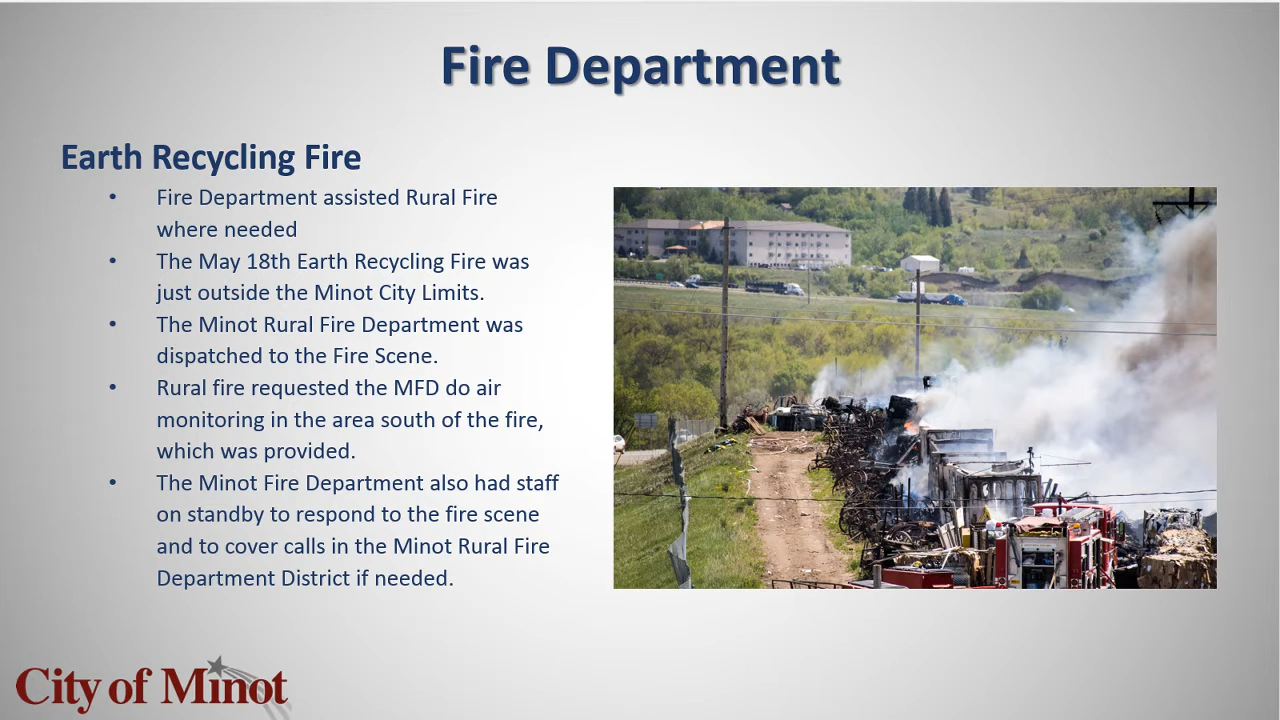 Fire Department
Earth Recycling Fire
• Fire Department assisted Rural Fire
where needed
• The May 18th Earth Recycling Fire was
just outside the Minot City Limits.
• The Minot Rural Fire Department was
dispatched to the Fire Scene.
• Rural fire requested the MFD do air
monitoring in the area south of the fire,
which was provided.
• The Minot Fire Department also had staff
on standby to respond to the fire scene
and to cover calls in the Minot Rural Fire
Department District if needed.
City of Minot